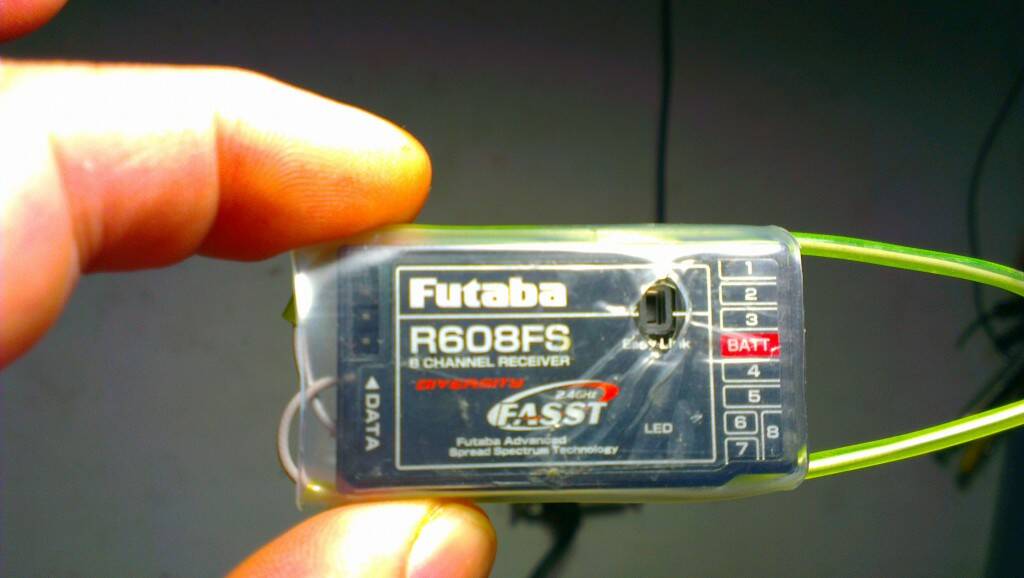 Futaba
R608FS
8 CHANNEL RECEIVER
DIVERSITY
2.4GHz
FASST
Futaba Advanced
Spread Spectrum Technology
Easy Link
LED
◀ DATA
1
2
3
BATT
4
5
6
7
8